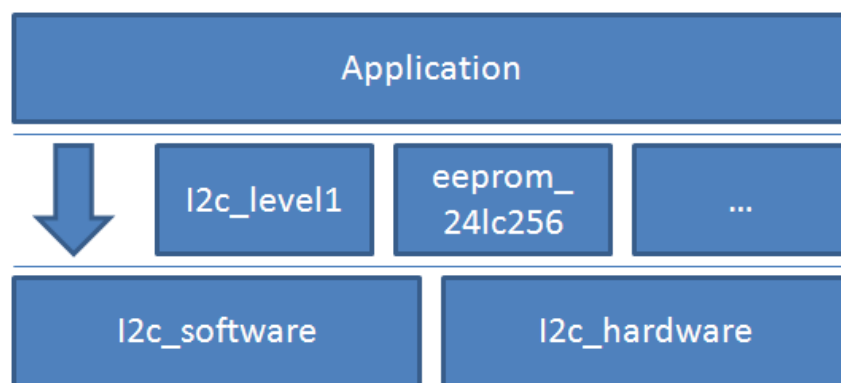 Application
I2c_level1
eeprom_
24lc256
...
I2c_software
I2c_hardware